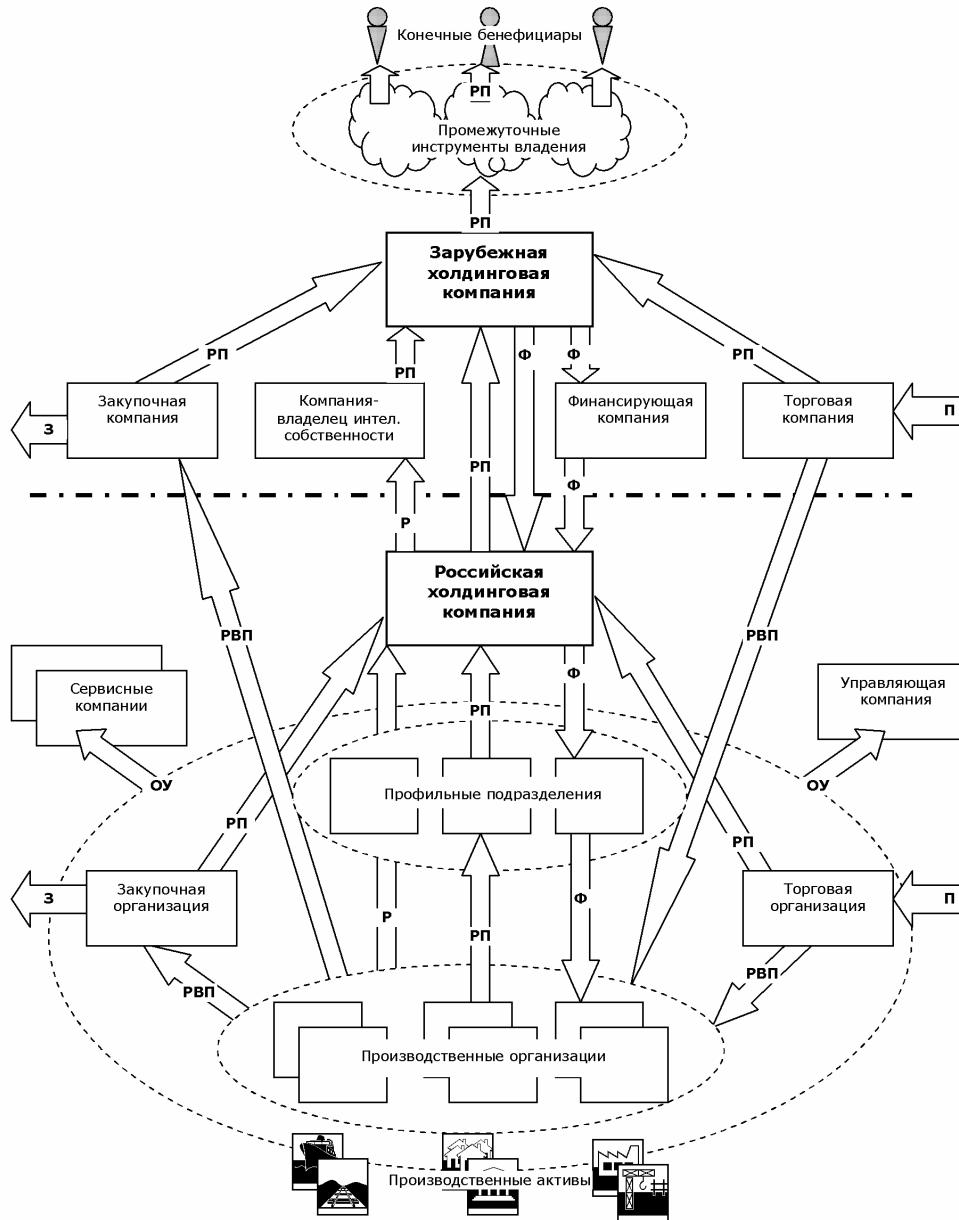 Конечные бенефициары
РП
Промежуточные
инструменты владения
РП
Зарубежная
холдинговая
компания
РП
РП
Ф
Ф
РП
Закупочная
компания
Компания-
владелец интел.
собственности
Финансирующая
компания
Торговая
компания
З
П
РП
Ф
Р
Российская
холдинговая
компания
РВП
РВП
Сервисные
компании
Управляющая
компания
Ф
РП
ОУ
ОУ
Профильные подразделения
РП
РП
Закупочная
организация
Торговая
организация
З
П
Р
Ф
РП
РВП
РВП
Производственные организации
Производственные активы